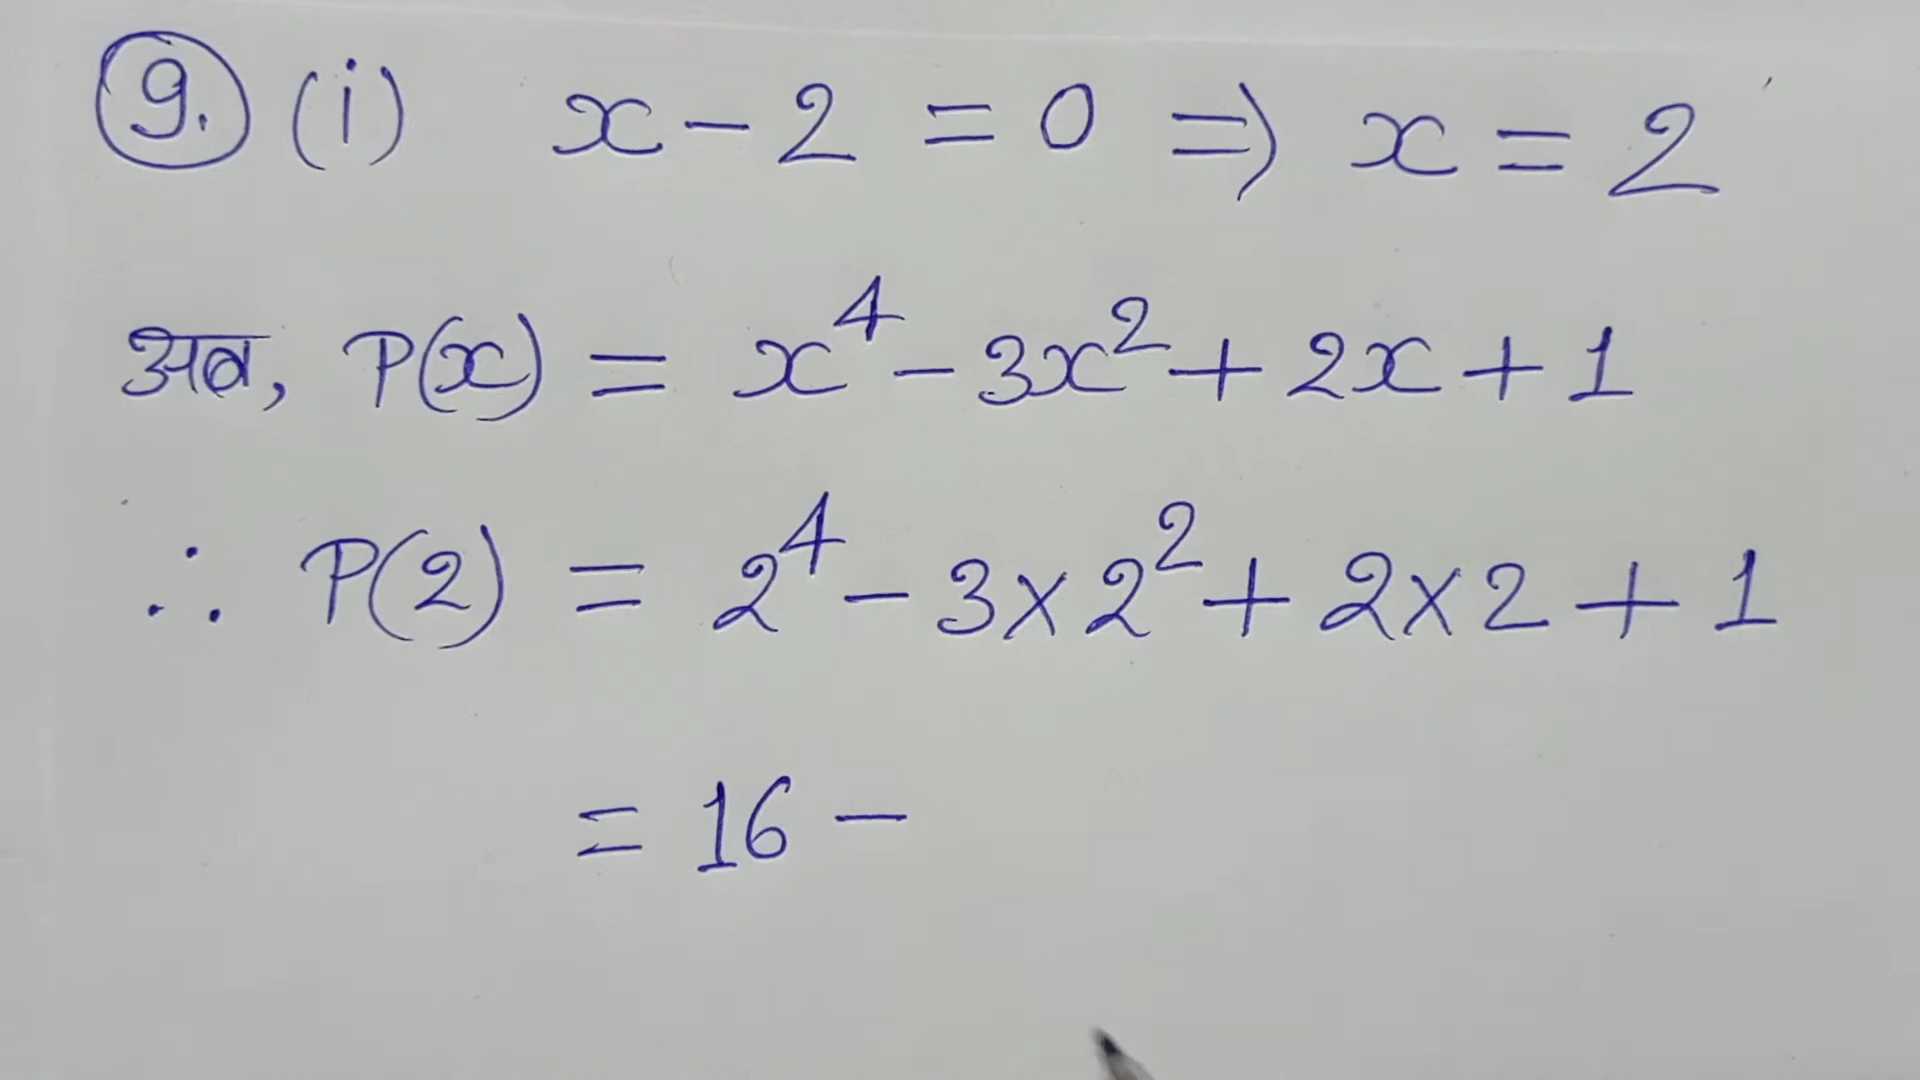 9. (i) x - 2 = 0 ⇒ x = 2
अब, P(x) = x⁴ - 3x² + 2x + 1
∴ P(2) = 2⁴ - 3×2² + 2×2 + 1
= 16 -